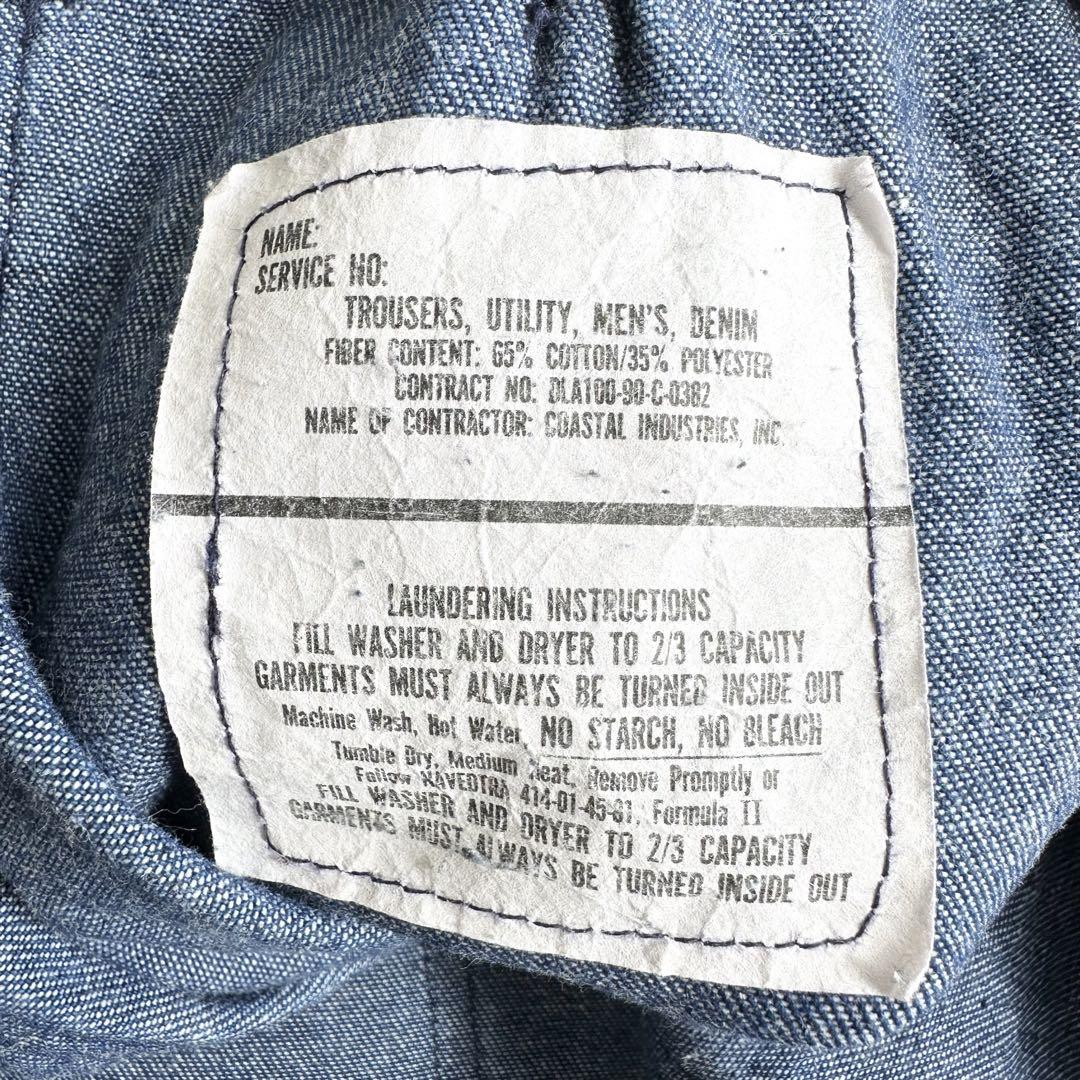 NAME:
SERVICE NO:
TROUSERS, UTILITY, MEN'S, DENIM
FIBER CONTENT: 65% COTTON/35% POLYESTER
CONTRACT NO: DLA100-90-C-0382
NAME OF CONTRACTOR: COASTAL INDUSTRIES, INC.
LAUNDERING INSTRUCTIONS
FILL WASHER AND DRYER TO 2/3 CAPACITY
GARMENTS MUST ALWAYS BE TURNED INSIDE OUT
Machine Wash, Hot Water, NO STARCH, NO BLEACH
Tumble Dry, Medium Heat, Remove Promptly or
Follow NAVEDTRA 414-01-45-81, Formula II
FILL WASHER AND DRYER TO 2/3 CAPACITY
GARMENTS MUST ALWAYS BE TURNED INSIDE OUT